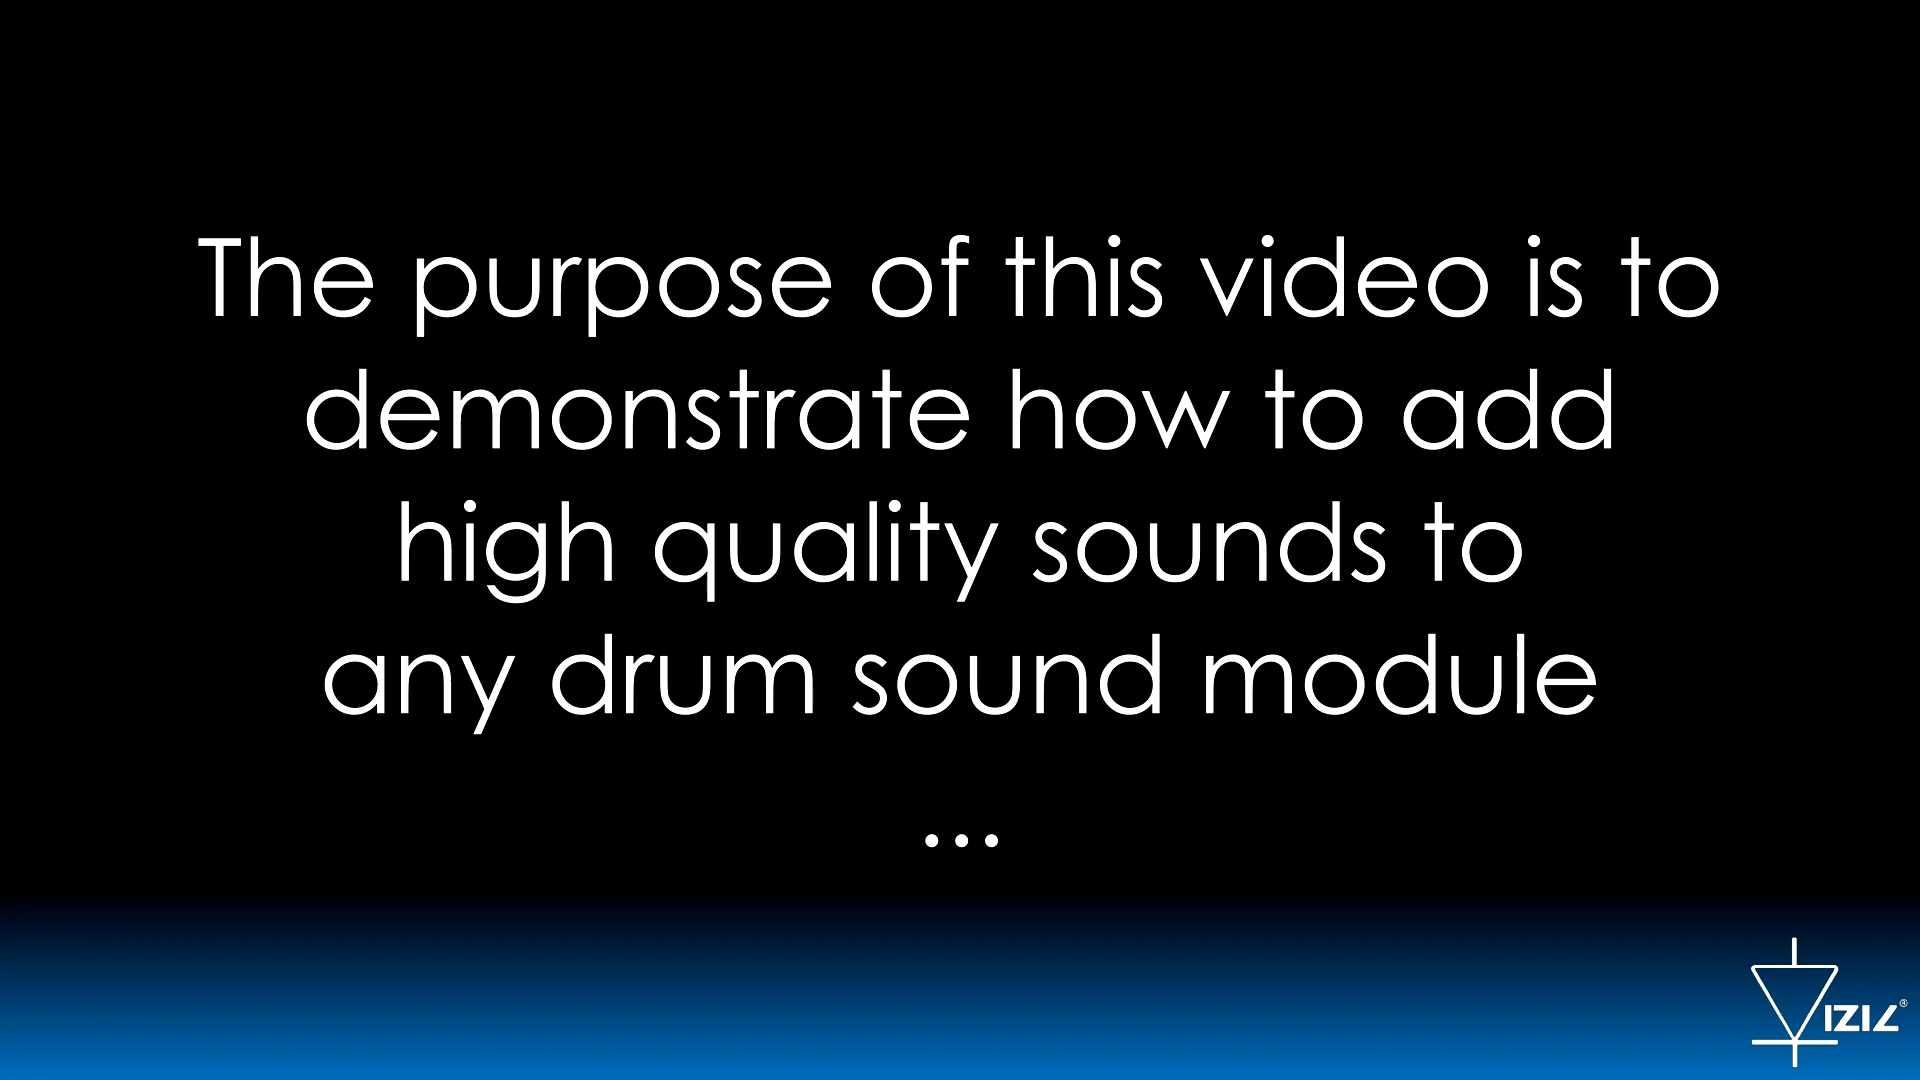 The purpose of this video is to
demonstrate how to add
high quality sounds to
any drum sound module
...